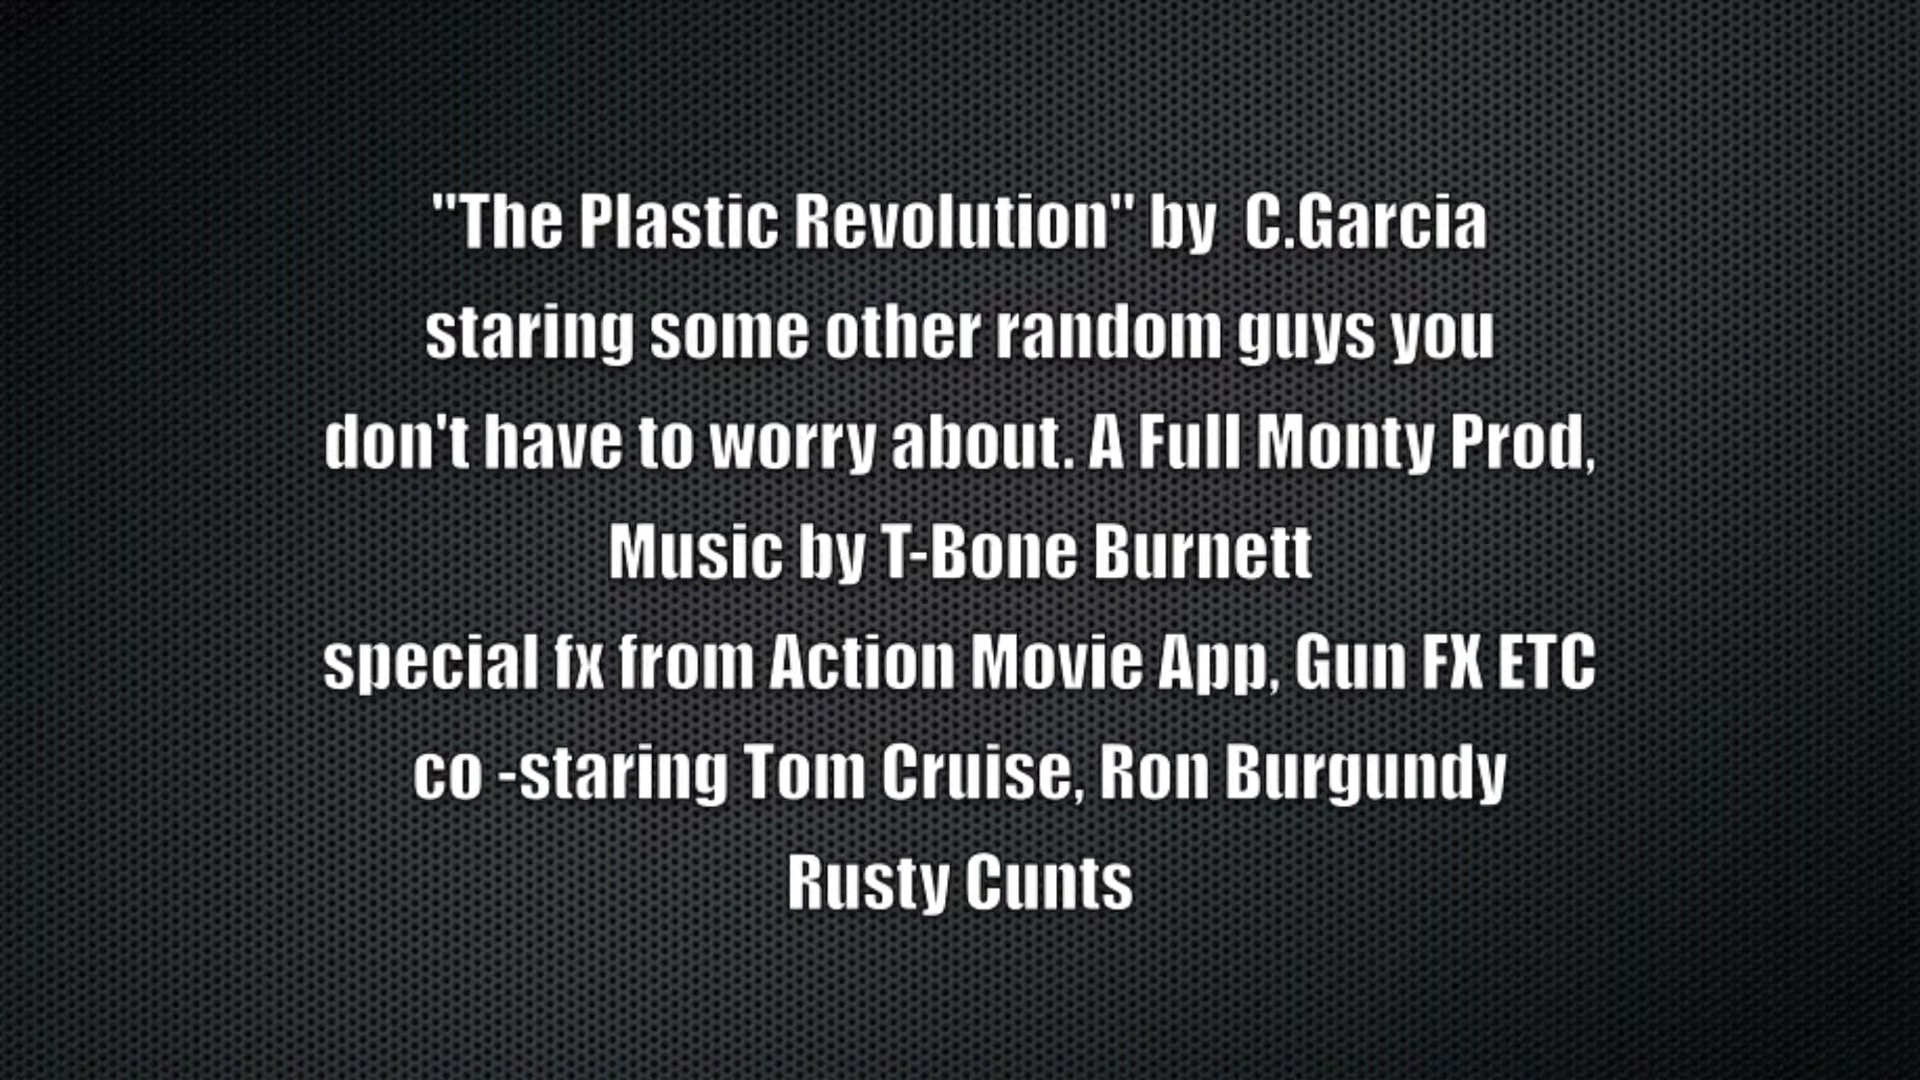 "The Plastic Revolution" by  C.Garcia
staring some other random guys you
don't have to worry about. A Full Monty Prod,
Music by T-Bone Burnett
special fx from Action Movie App, Gun FX ETC
co -staring Tom Cruise, Ron Burgundy
Rusty Cunts